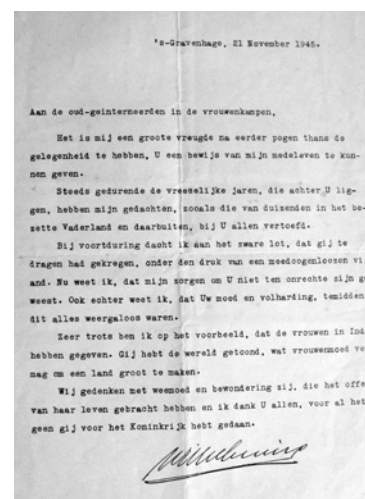 's-Gravenhage, 21 November 1945.
Aan de oud-geinterneerden in de vrouwenkampen,
Het is mij een groote vreugde na eerder pogen thans de
gelegenheid te hebben, U een bewijs van mijn medeleven te kun-
nen geven.
Steeds gedurende de vreeselijke jaren, die achter U lig-
gen, hebben mijn gedachten, zooals die van duizenden in het be-
zette Vaderland en daarbuiten, bij U allen vertoefd.
Bij voortduring dacht ik aan het zware lot, dat gij te
dragen had gekregen, onder den druk van een meedoogenloozen vi
and. Nu weet ik, dat mijn zorgen om U niet ten onrechte zijn g
weest. Ook echter weet ik, dat Uw moed en volharding, temidden
dit alles weergaloos waren.
Zeer trots ben ik op het voorbeeld, dat de vrouwen in Ind
hebben gegeven. Gij hebt de wereld getoond, wat vrouwenmoed ve
mag om een land groot te maken.
Wij gedenken met weemoed en bewondering zij, die het offe
van haar leven gebracht hebben en ik dank U allen, voor al het
geen gij voor het Koninkrijk hebt gedaan.
Wilhelmina